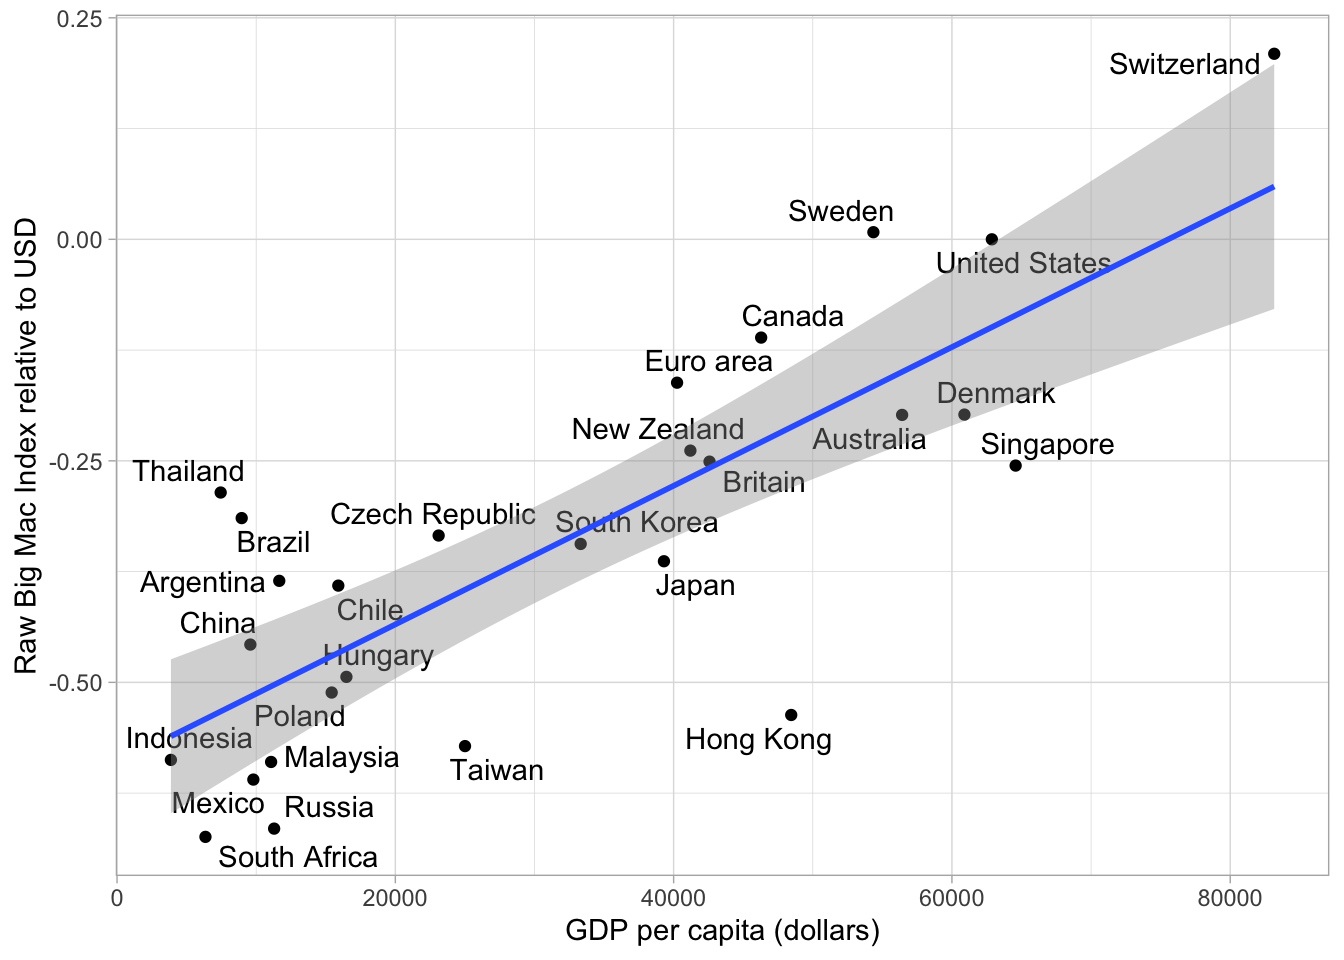 0.25
Switzerland
Sweden
0.00
United States
Canada
Euro area
Denmark
New Zealand
Australia
Singapore
-0.25
Thailand
Britain
Czech Republic
South Korea
Brazil
Argentina
Japan
Chile
China
Hungary
-0.50
Poland
Indonesia
Hong Kong
Malaysia
Taiwan
Mexico
Russia
South Africa
Raw Big Mac Index relative to USD
0
20000
40000
60000
80000
GDP per capita (dollars)